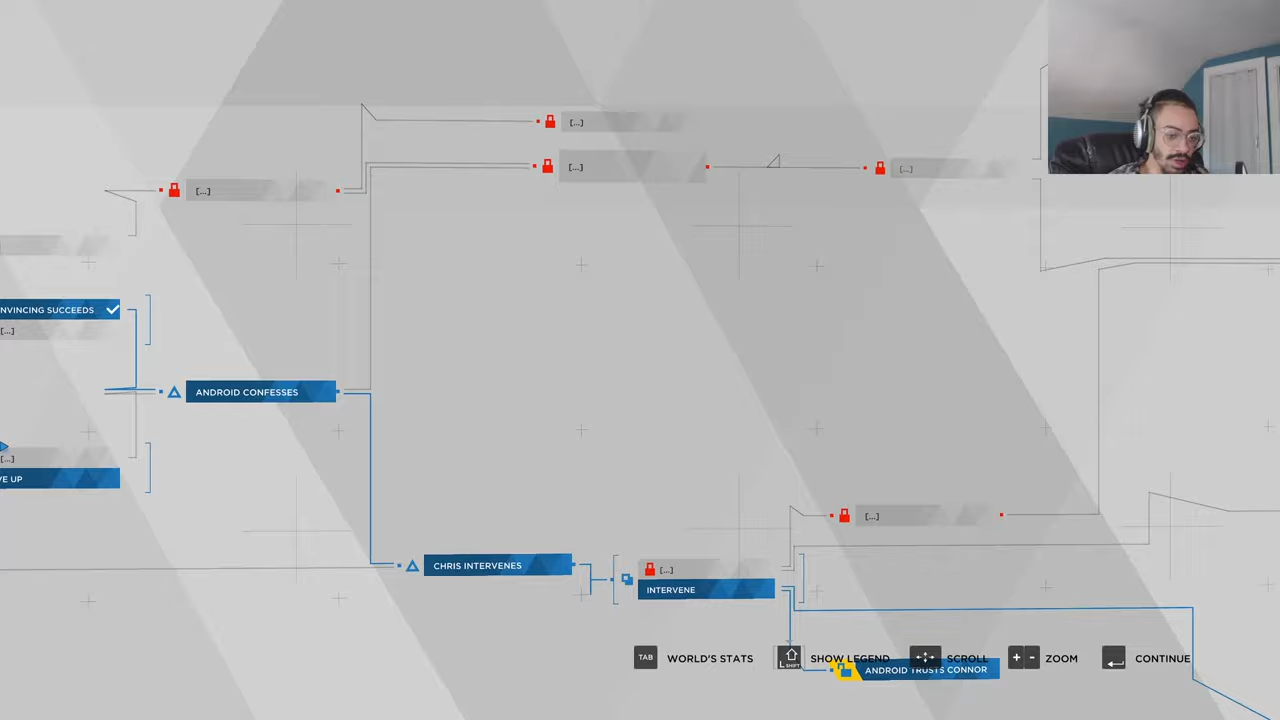 [...]
[...]
[...]
[...]
NVINCING SUCCEEDS
[...]
ANDROID CONFESSES
[...]
VE UP
[...]
CHRIS INTERVENES
[...]
INTERVENE
TAB WORLD'S STATS
L SHIFT SHOW LEGEND
SCROLL
+ - ZOOM
CONTINUE
ANDROID TRUSTS CONNOR